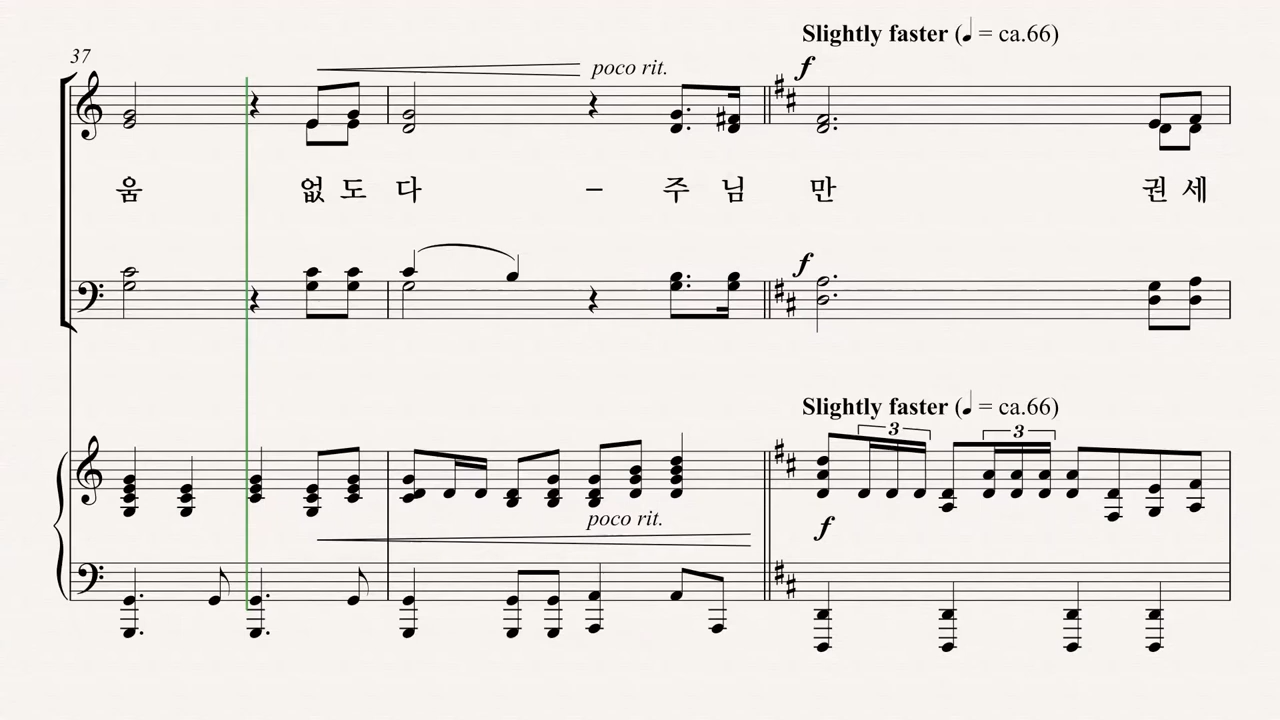 Slightly faster (♩ = ca.66)
37
poco rit.
f
움 없 도 다 – 주 님 만 권 세
f
Slightly faster (♩ = ca.66)
3 3
poco rit.
f